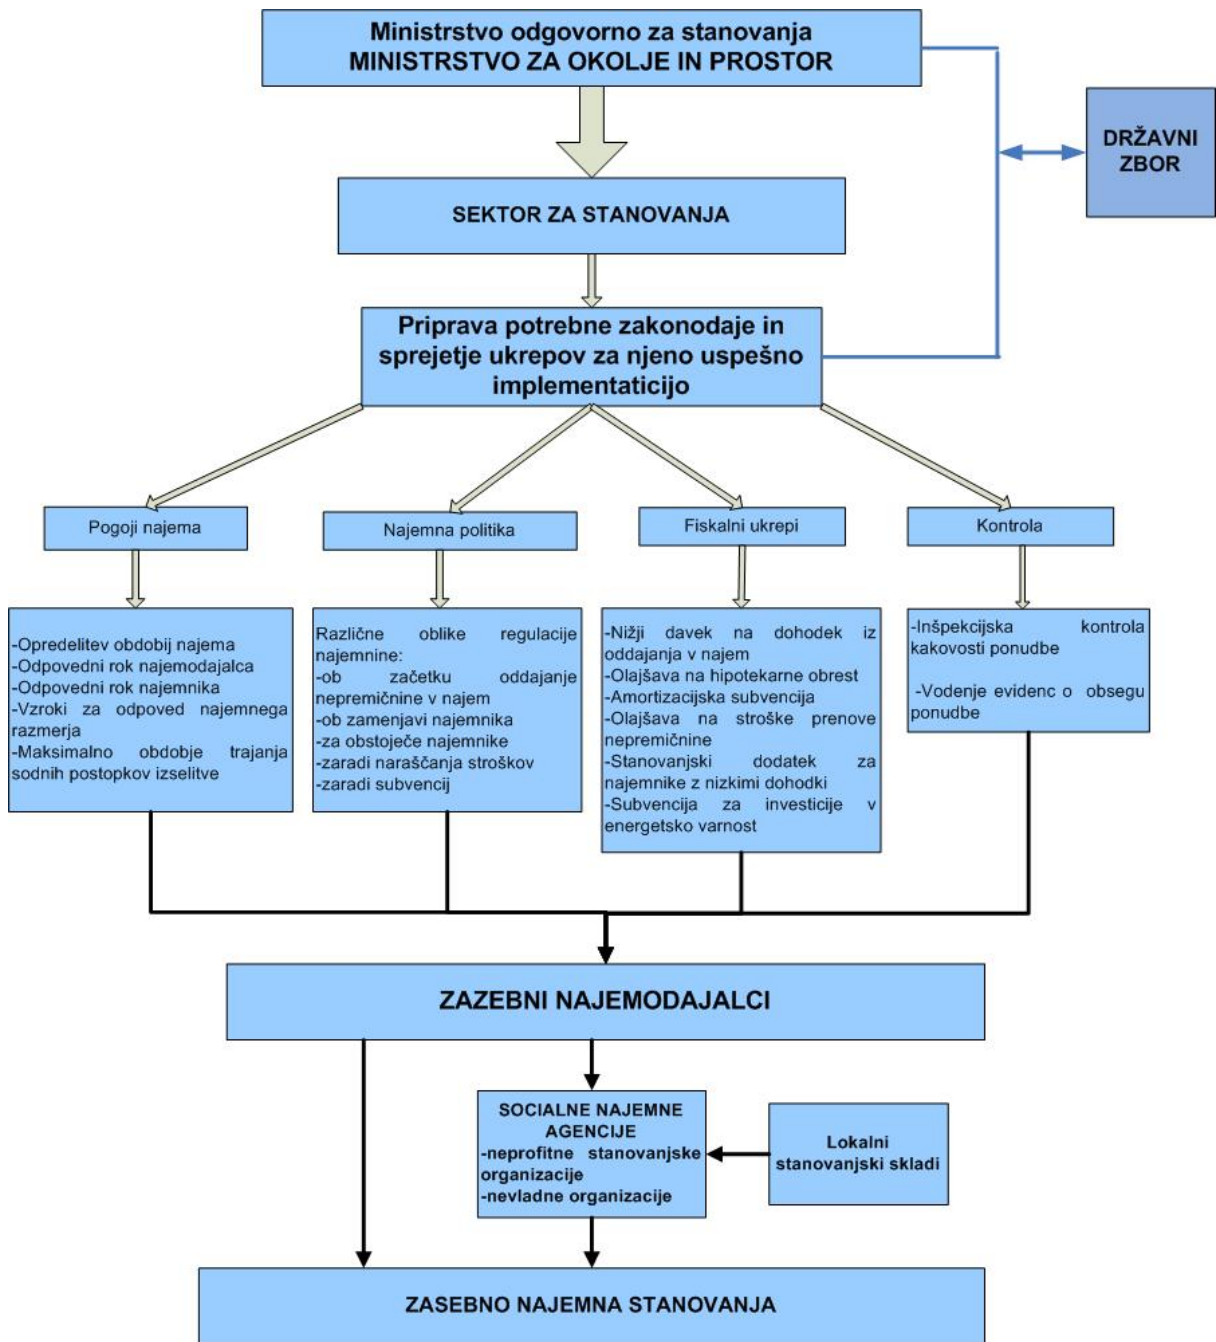 Ministrstvo odgovorno za stanovanja
MINISTRSTVO ZA OKOLJE IN PROSTOR
DRŽAVNI
ZBOR
SEKTOR ZA STANOVANJA
Priprava potrebne zakonodaje in
sprejetje ukrepov za njeno uspešno
implementaticijo
Pogoji najema
Najemna politika
Fiskalni ukrepi
Kontrola
-Opredelitev obdobij najema
-Odpovedni rok najemodajalca
-Odpovedni rok najemnika
-Vzroki za odpoved najemnega
razmerja
-Maksimalno obdobje trajanja
sodnih postopkov izselitve
Različne oblike regulacije
najemnine:
-ob začetku oddajanje
nepremičnine v najem
-ob zamenjavi najemnika
-za obstoječe najemnike
-zaradi naraščanja stroškov
-zaradi subvencij
-Nižji davek na dohodek iz
oddajanja v najem
-Olajšava na hipotekarne obrest
-Amortizacijska subvencija
-Olajšava na stroške prenove
nepremičnine
-Stanovanjski dodatek za
najemnike z nizkimi dohodki
-Subvencija za investicije v
energetsko varnost
-Inšpekcijska kontrola
kakovosti ponudbe
-Vodenje evidenc o obsegu
ponudbe
ZAZEBNI NAJEMODAJALCI
SOCIALNE NAJEMNE
AGENCIJE
-neprofitne stanovanjske
organizacije
-nevladne organizacije
Lokalni
stanovanjski skladi
ZASEBNO NAJEMNA STANOVANJA